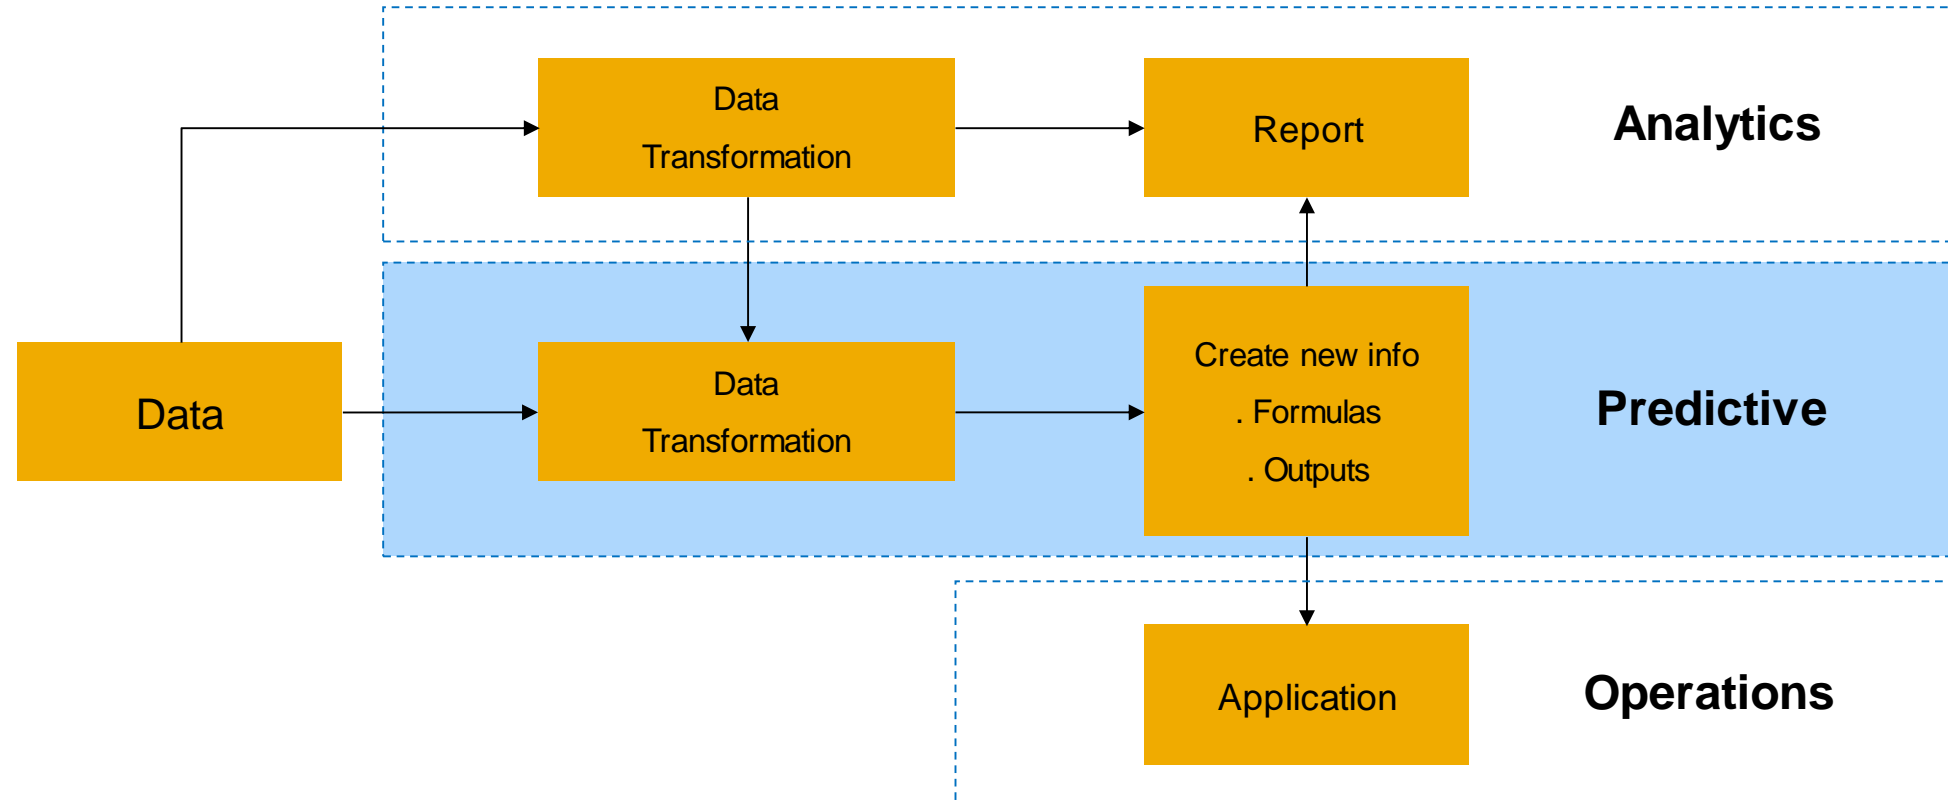 Data
Transformation
Report
Analytics
Data
Data
Transformation
Create new info
. Formulas
. Outputs
Predictive
Application
Operations